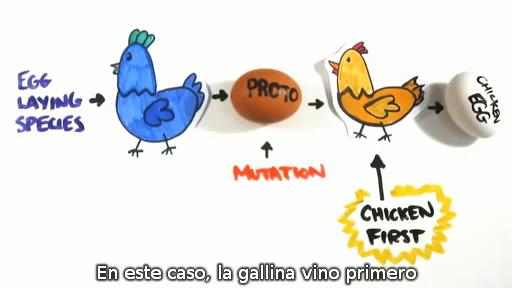 EGG
LAYING
SPECIES
PROTO
MUTATION
CHICKEN
FIRST
CHICKEN
EGG
En este caso, la gallina vino primero